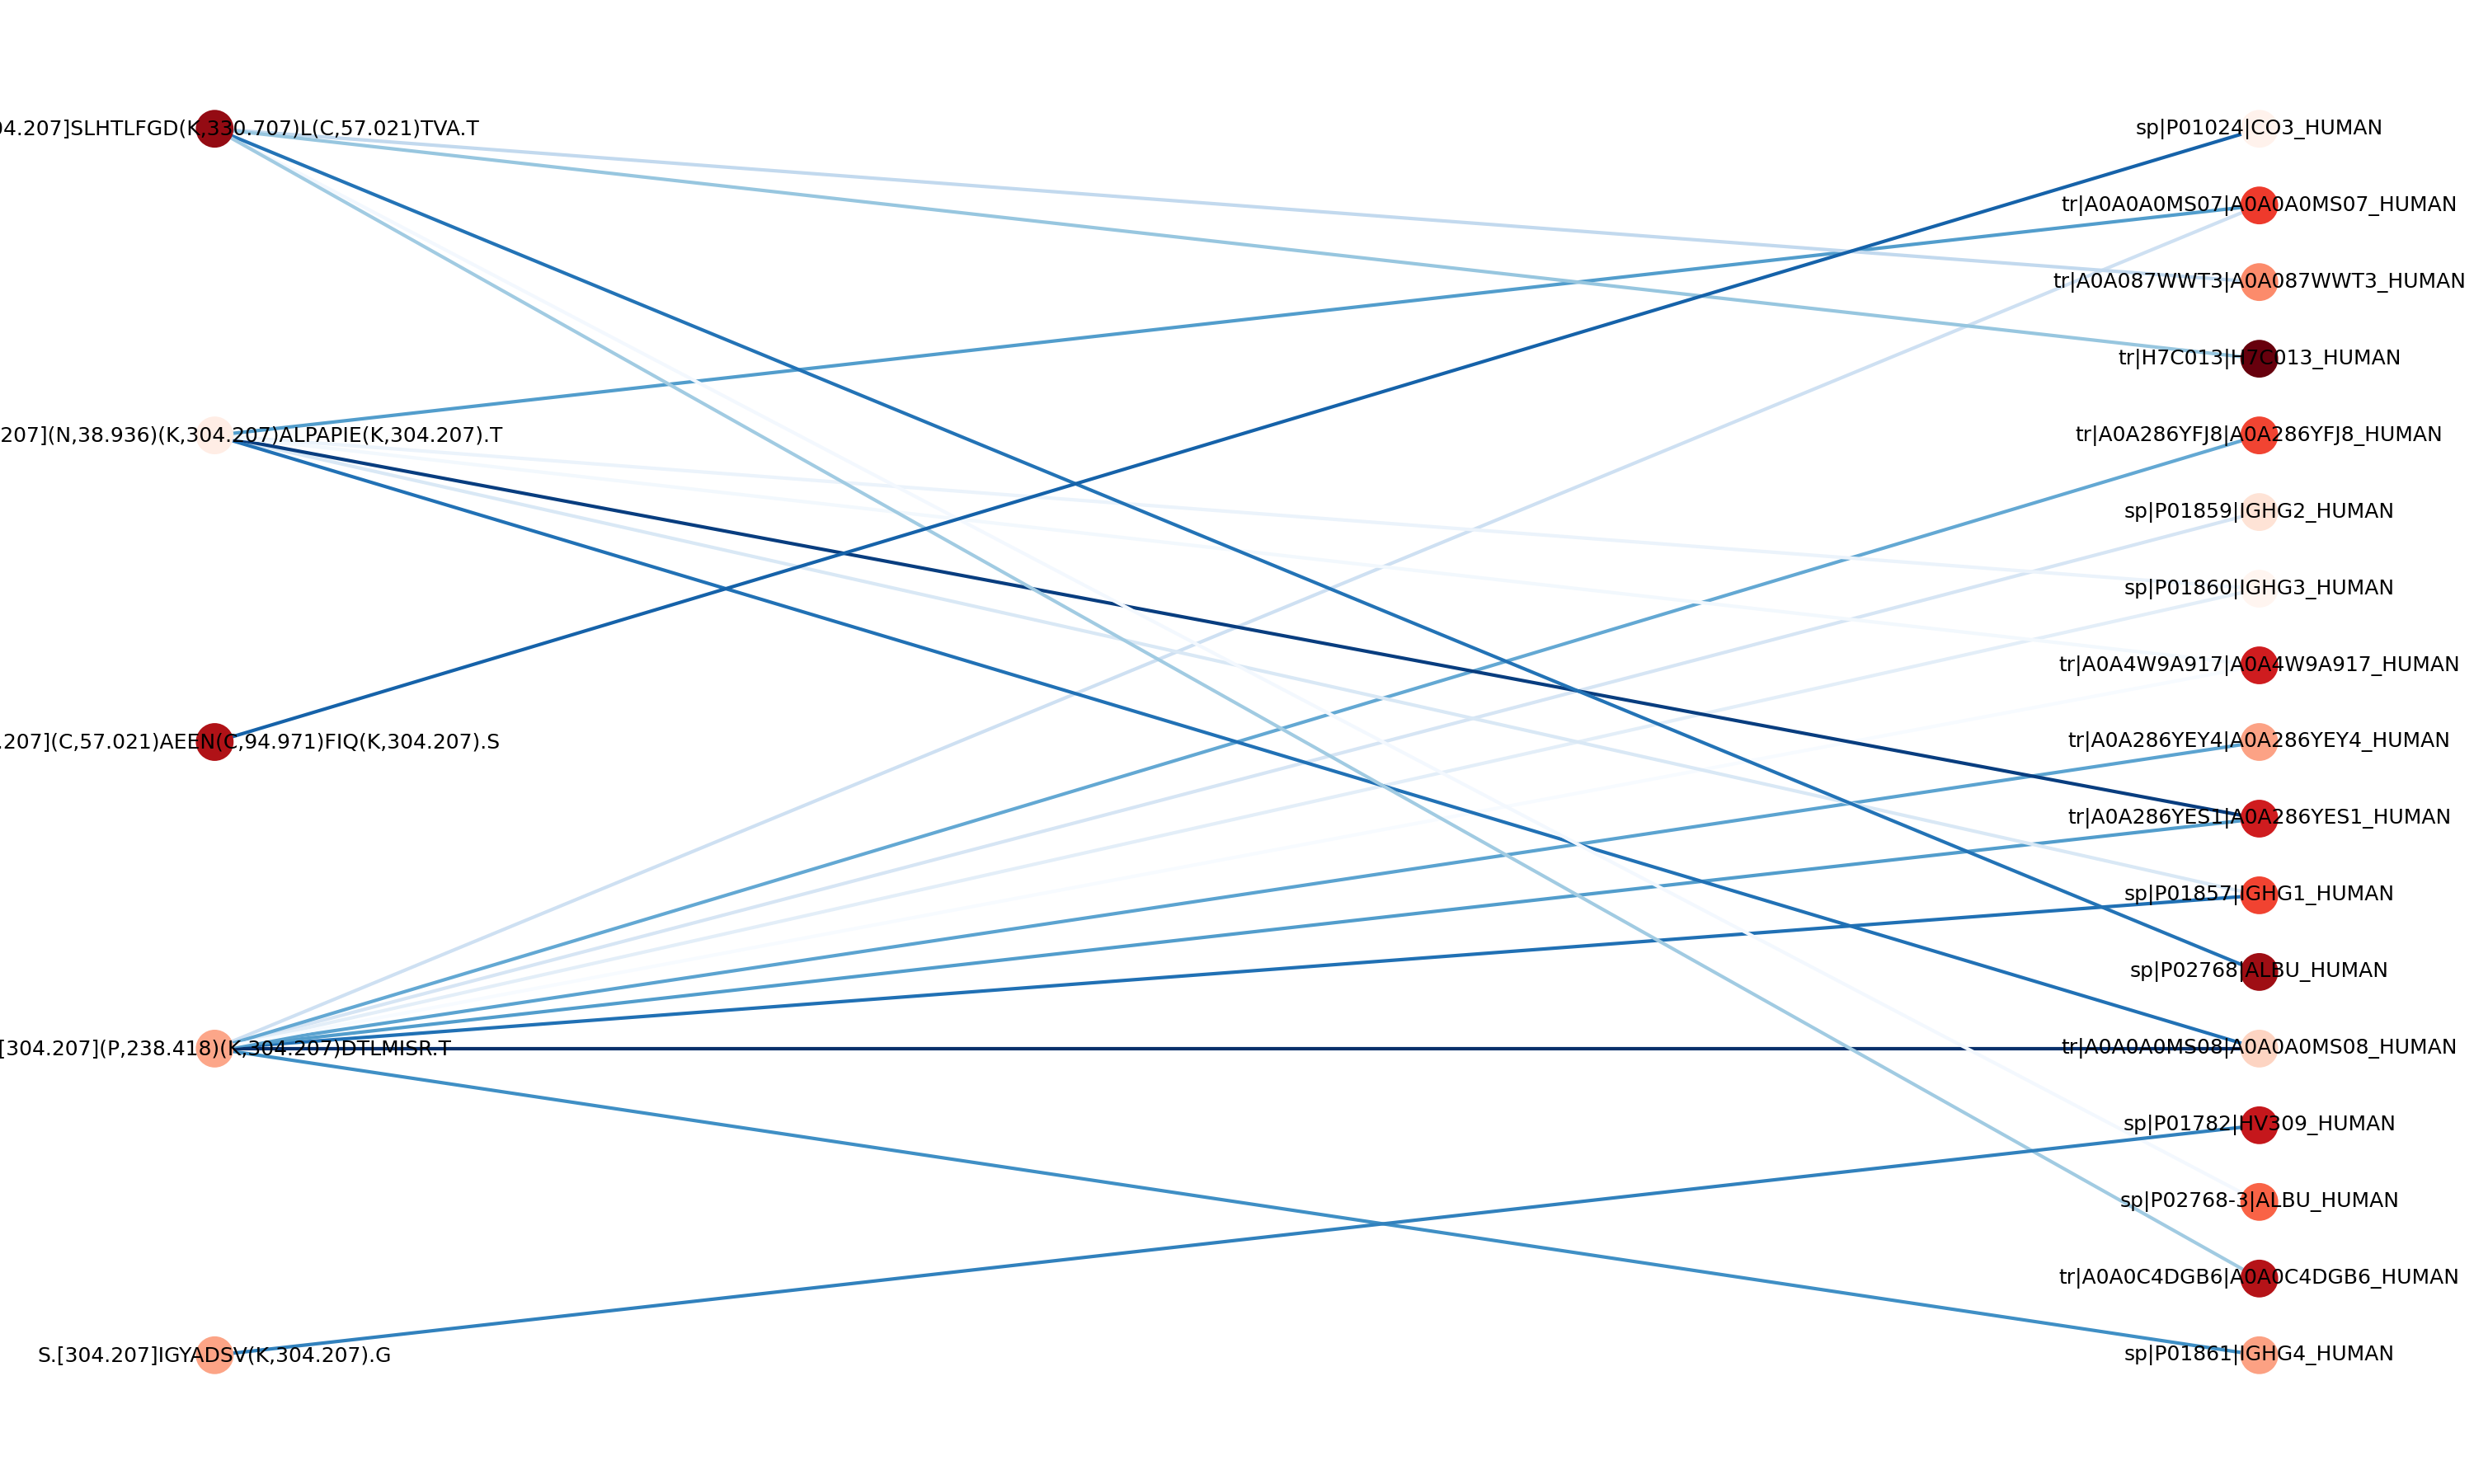 04.207]SLHTLFGD(K,330.707)L(C,57.021)TVA.T
207](N,38.936)(K,304.207)ALPAPIE(K,304.207).T
.207](C,57.021)AEEN(C,94.971)FIQ(K,304.207).S
[304.207](P,238.418)(K,304.207)DTLMISR.T
S.[304.207]IGYADSV(K,304.207).G
sp|P01024|CO3_HUMAN
tr|A0A0A0MS07|A0A0A0MS07_HUMAN
tr|A0A087WWT3|A0A087WWT3_HUMAN
tr|H7C013|H7C013_HUMAN
tr|A0A286YFJ8|A0A286YFJ8_HUMAN
sp|P01859|IGHG2_HUMAN
sp|P01860|IGHG3_HUMAN
tr|A0A4W9A917|A0A4W9A917_HUMAN
tr|A0A286YEY4|A0A286YEY4_HUMAN
tr|A0A286YES1|A0A286YES1_HUMAN
sp|P01857|IGHG1_HUMAN
sp|P02768|ALBU_HUMAN
tr|A0A0A0MS08|A0A0A0MS08_HUMAN
sp|P01782|HV309_HUMAN
sp|P02768-3|ALBU_HUMAN
tr|A0A0C4DGB6|A0A0C4DGB6_HUMAN
sp|P01861|IGHG4_HUMAN